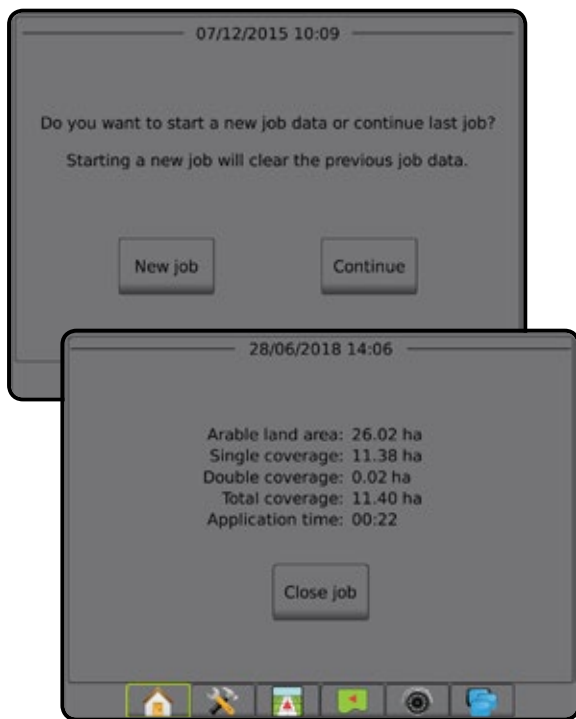 07/12/2015 10:09
Do you want to start a new job data or continue last job?
Starting a new job will clear the previous job data.
New job
Continue
28/06/2018 14:06
Arable land area: 26.02 ha
Single coverage: 11.38 ha
Double coverage: 0.02 ha
Total coverage: 11.40 ha
Application time: 00:22
Close job